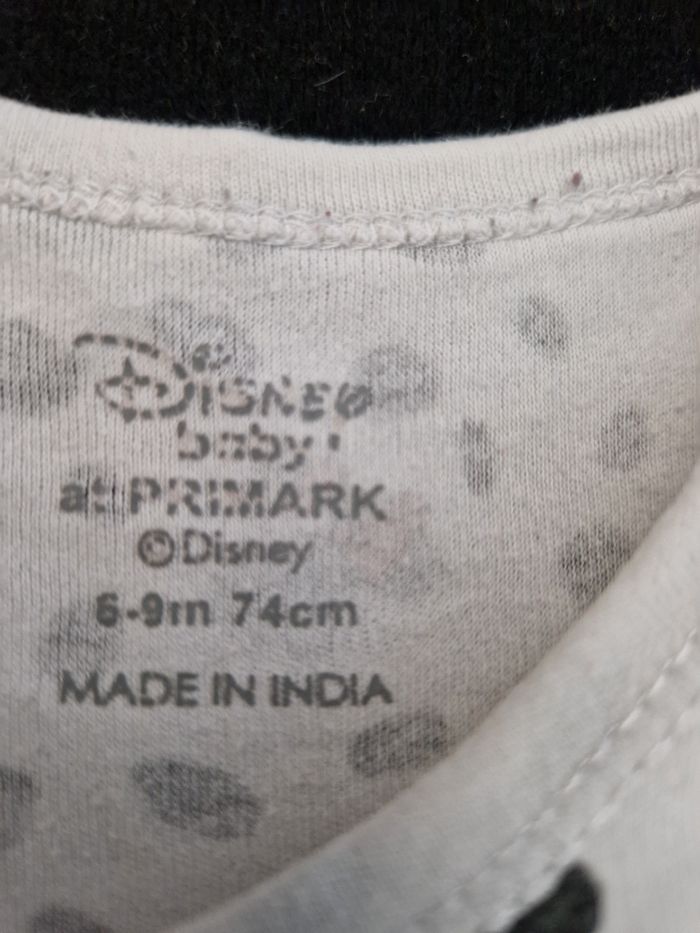 Disney
baby
at PRIMARK
©Disney
6-9m 74cm
MADE IN INDIA